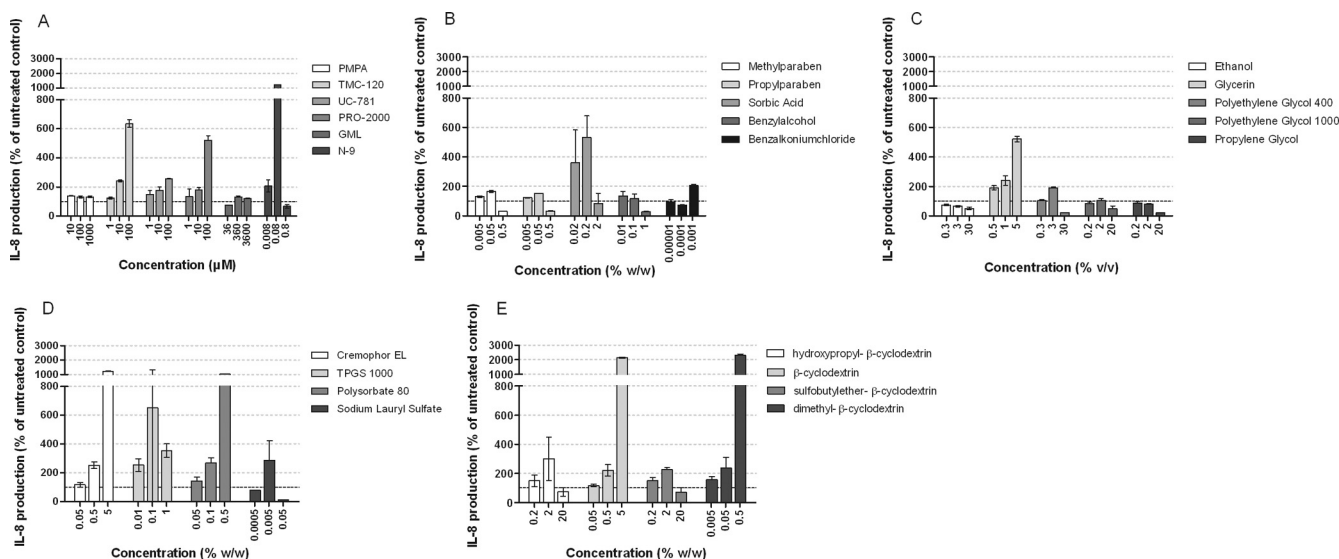 A
IL-8 production (% of untreated control)
3000
2000
1000
800
600
400
200
0
10
100
1000
1
10
100
1
10
100
1
10
100
36
360
3600
0.008
0.08
0.8
Concentration (µM)
PMPA
TMC-120
UC-781
PRO-2000
GML
N-9
B
IL-8 production (% of untreated control)
3000
2000
1000
800
600
400
200
0
0.005
0.05
0.5
0.005
0.05
0.5
0.02
0.2
2
0.01
0.1
1
0.00001
0.0001
0.001
Concentration (% w/w)
Methylparaben
Propylparaben
Sorbic Acid
Benzylalcohol
Benzalkoniumchloride
C
IL-8 production (% of untreated control)
3000
2000
1000
800
600
400
200
0
0.3
3
30
0.5
1
5
0.3
3
30
0.2
2
20
0.2
2
20
Concentration (% v/v)
Ethanol
Glycerin
Polyethylene Glycol 400
Polyethylene Glycol 1000
Propylene Glycol
D
IL-8 production (% of untreated control)
3000
2000
1000
800
600
400
200
0
0.05
0.5
5
0.01
0.1
1
0.05
0.1
0.5
0.0005
0.005
0.05
Concentration (% w/w)
Cremophor EL
TPGS 1000
Polysorbate 80
Sodium Lauryl Sulfate
E
IL-8 production (% of untreated control)
3000
2000
1000
800
600
400
200
0
0.2
2
20
0.05
0.5
5
0.2
2
20
0.005
0.05
0.5
Concentration (% w/w)
hydroxypropyl- β-cyclodextrin
β-cyclodextrin
sulfobutylether- β-cyclodextrin
dimethyl- β-cyclodextrin